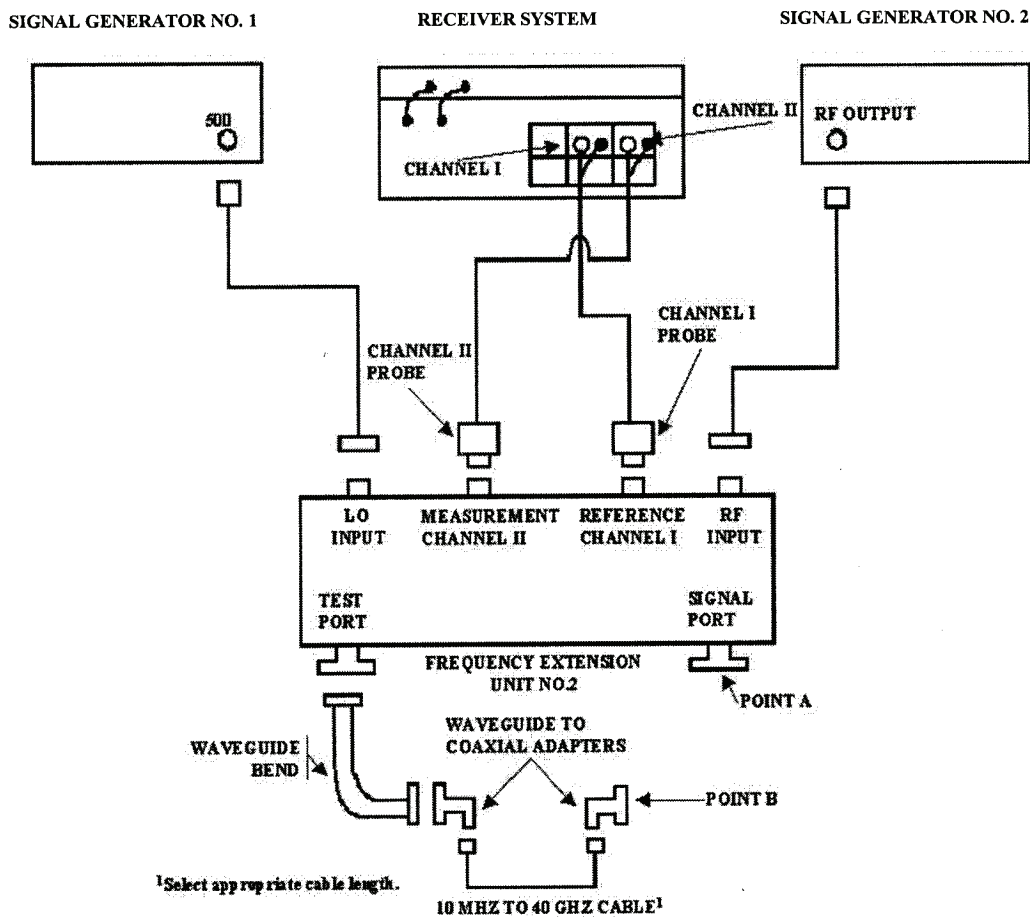 SIGNAL GENERATOR NO. 1
RECEIVER SYSTEM
SIGNAL GENERATOR NO. 2
50Ω
CHANNEL II
RF OUTPUT
CHANNEL I
CHANNEL I
PROBE
CHANNEL II
PROBE
LO
INPUT
MEASUREMENT
CHANNEL II
REFERENCE
CHANNEL I
RF
INPUT
TEST
PORT
SIGNAL
PORT
FREQUENCY EXTENSION
UNIT NO.2
POINT A
WAVEGUIDE
BEND
WAVEGUIDE TO
COAXIAL ADAPTERS
POINT B
1Select appropriate cable length.
10 MHZ TO 40 GHZ CABLE1